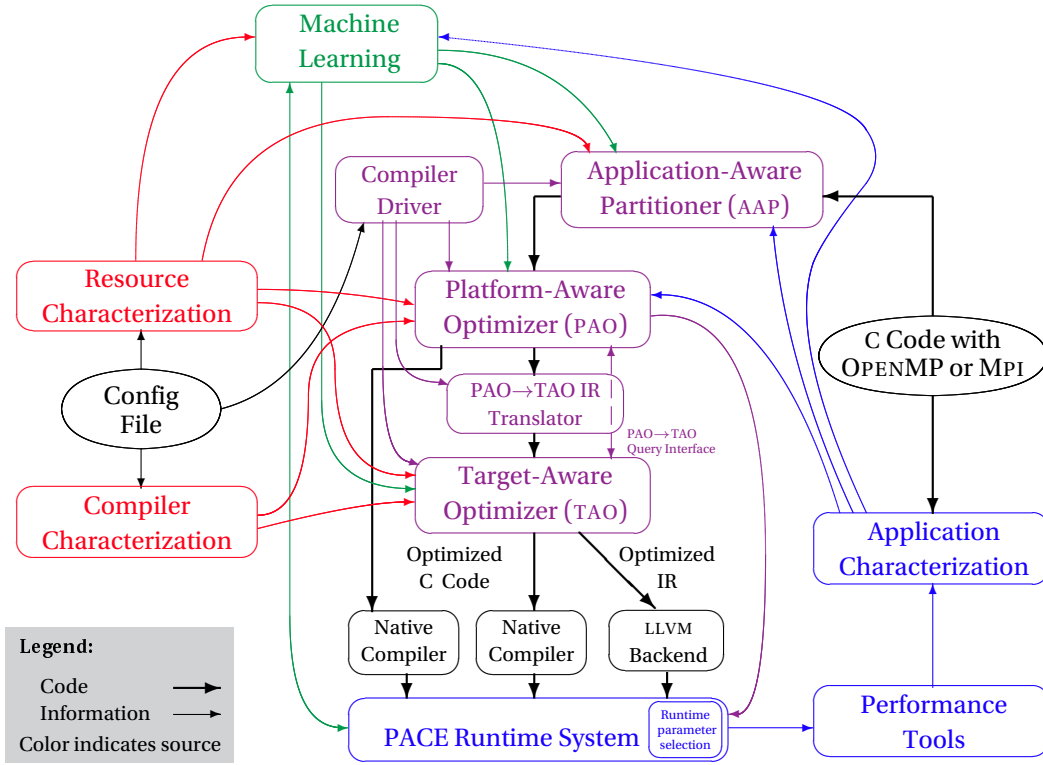 Machine
Learning
Compiler
Driver
Application-Aware
Partitioner (AAP)
Resource
Characterization
Platform-Aware
Optimizer (PAO)
C Code with
OPENMP or MPI
Config
File
PAO→TAO IR
Translator
PAO→TAO
Query Interface
Target-Aware
Optimizer (TAO)
Compiler
Characterization
Application
Characterization
Optimized
C Code
Optimized
IR
Native
Compiler
Native
Compiler
LLVM
Backend
Legend:
Code
Information
Color indicates source
PACE Runtime System
Runtime
parameter
selection
Performance
Tools